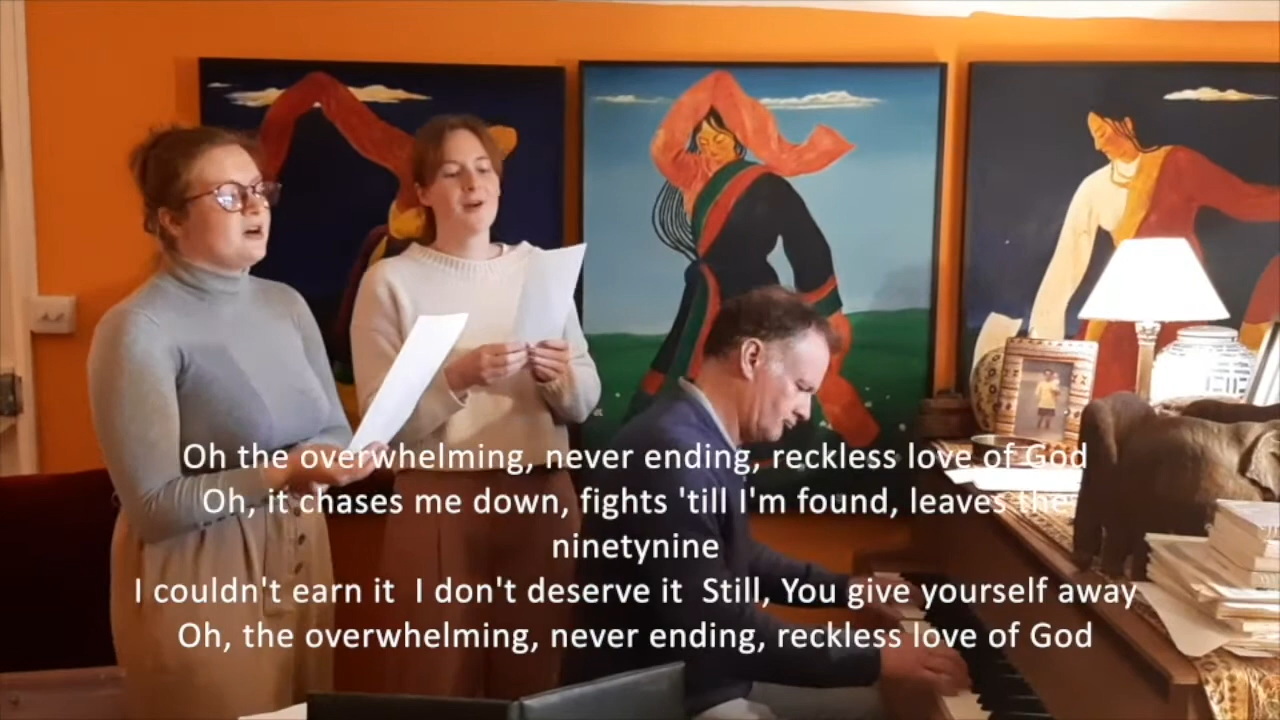 Oh the overwhelming, never ending, reckless love of God
Oh, it chases me down, fights 'till I'm found, leaves the
ninetynine
I couldn't earn it  I don't deserve it  Still, You give yourself away
Oh, the overwhelming, never ending, reckless love of God